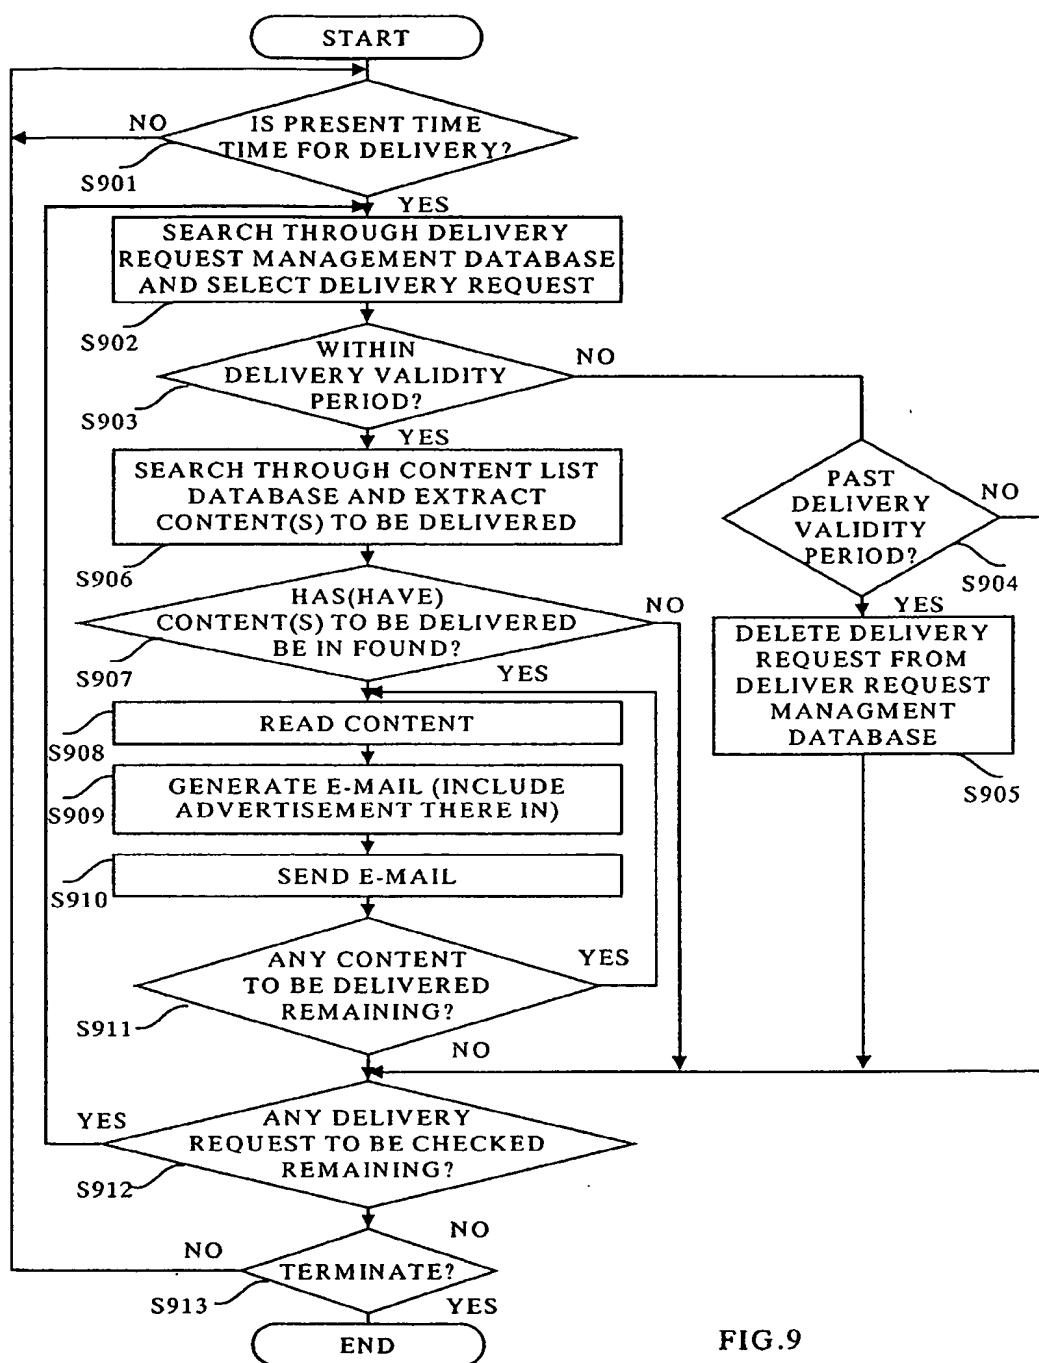 START
NO
IS PRESENT TIME
TIME FOR DELIVERY?
S901
YES
SEARCH THROUGH DELIVERY
REQUEST MANAGEMENT DATABASE
AND SELECT DELIVERY REQUEST
S902
WITHIN
DELIVERY VALIDITY
PERIOD?
NO
S903
YES
SEARCH THROUGH CONTENT LIST
DATABASE AND EXTRACT
CONTENT(S) TO BE DELIVERED
S906
PAST
DELIVERY
VALIDITY
PERIOD?
NO
S904
YES
DELETE DELIVERY
REQUEST FROM
DELIVER REQUEST
MANAGMENT
DATABASE
S905
HAS(HAVE)
CONTENT(S) TO BE DELIVERED
BE IN FOUND?
NO
S907
YES
READ CONTENT
S908
GENERATE E-MAIL (INCLUDE
ADVERTISEMENT THERE IN)
S909
SEND E-MAIL
S910
ANY CONTENT
TO BE DELIVERED
REMAINING?
YES
S911
NO
YES
ANY DELIVERY
REQUEST TO BE CHECKED
REMAINING?
S912
NO
NO
TERMINATE?
S913
YES
END
FIG.9